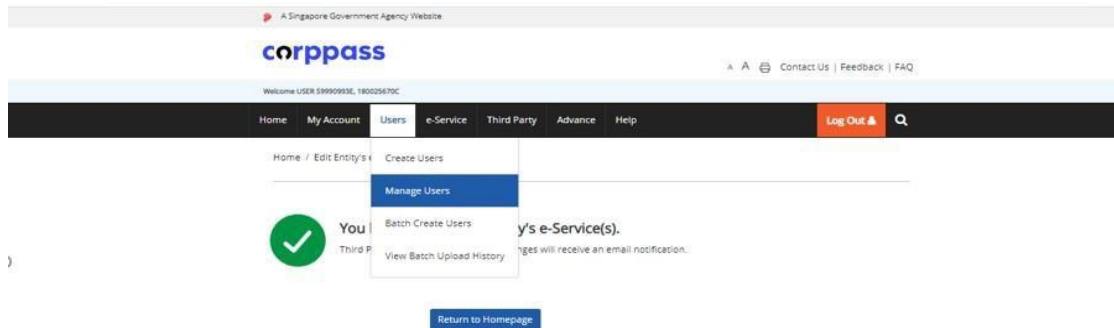 A Singapore Government Agency Website
corppass
A A Contact Us | Feedback | FAQ
Welcome USER S9990993E, 180025670C
Home My Account Users e-Service Third Party Advance Help Log Out
Home / Edit Entity's e
Create Users
Manage Users
Batch Create Users
View Batch Upload History
You y's e-Service(s).
Third P nges will receive an email notification.
Return to Homepage